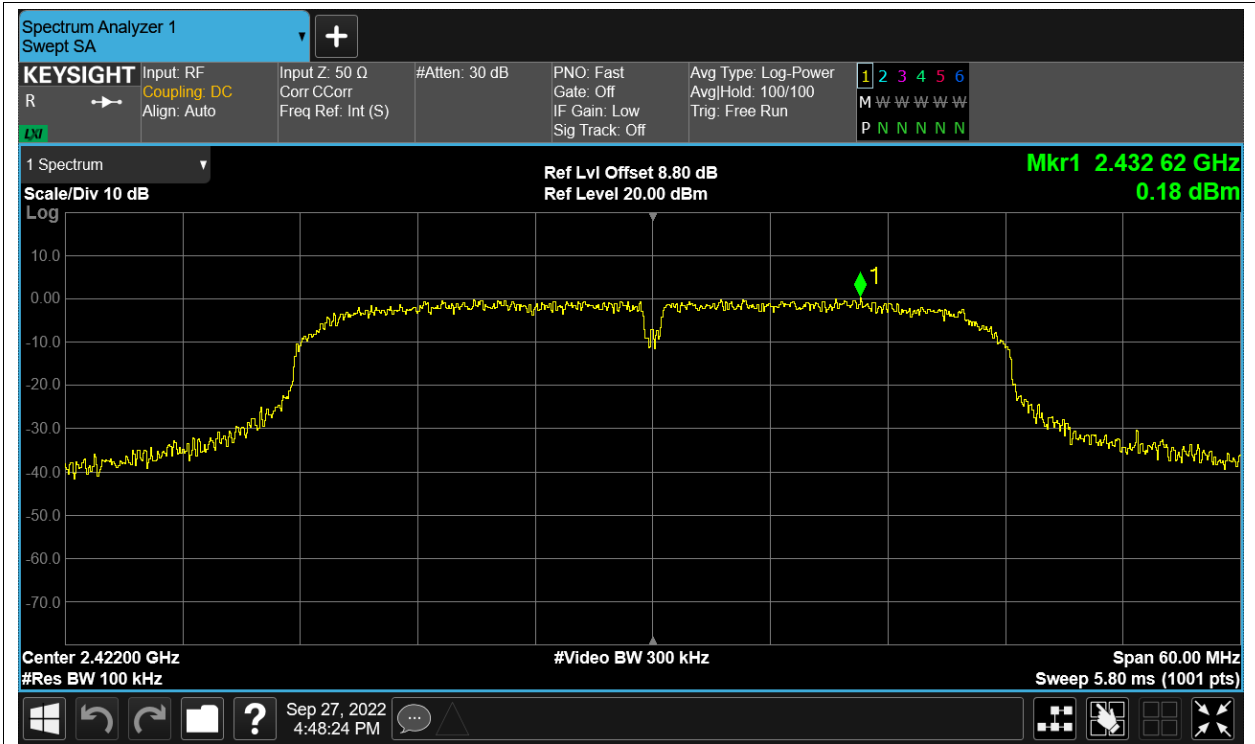 Spectrum Analyzer 1
Swept SA
KEYSIGHT
R
LXI
Input: RF
Coupling: DC
Align: Auto
Input Z: 50 Ω
Corr CCorr
Freq Ref: Int (S)
#Atten: 30 dB
PNO: Fast
Gate: Off
IF Gain: Low
Sig Track: Off
Avg Type: Log-Power
Avg|Hold: 100/100
Trig: Free Run
1 2 3 4 5 6
M W W W W W
P N N N N N
1 Spectrum
Scale/Div 10 dB
Log
Ref Lvl Offset 8.80 dB
Ref Level 20.00 dBm
Mkr1 2.432 62 GHz
0.18 dBm
1
10.0
0.00
-10.0
-20.0
-30.0
-40.0
-50.0
-60.0
-70.0
Center 2.42200 GHz
#Video BW 300 kHz
Span 60.00 MHz
#Res BW 100 kHz
Sweep 5.80 ms (1001 pts)
?
Sep 27, 2022
4:48:24 PM